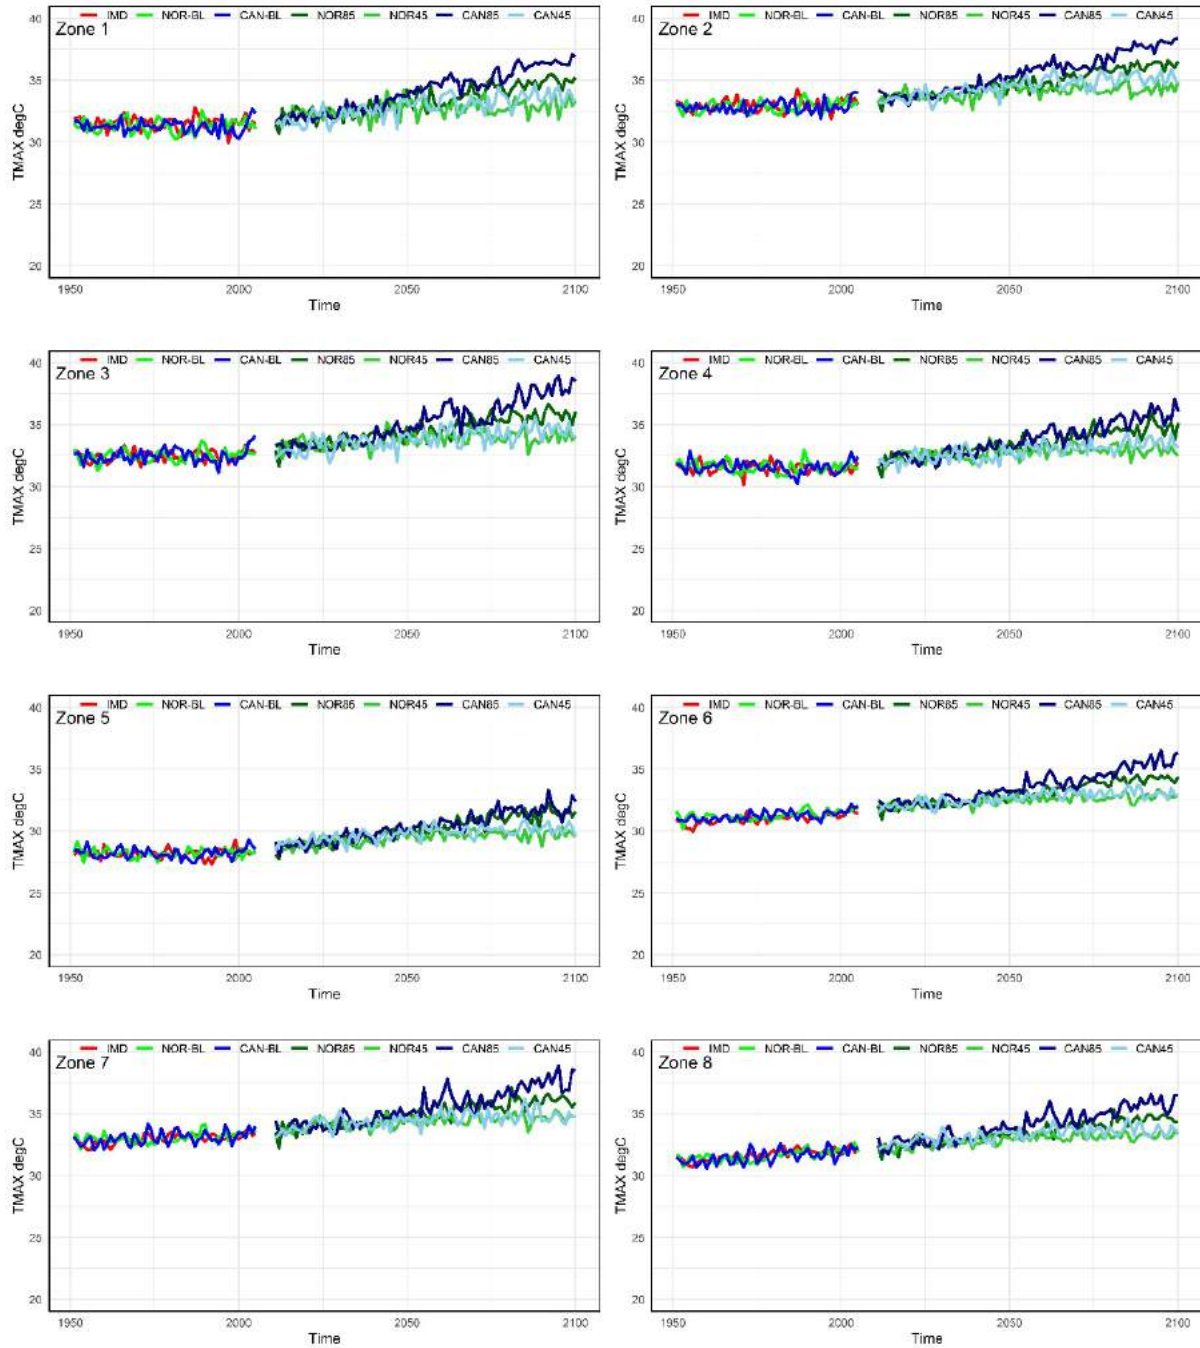 40 IMD NOR-BL CAN-BL NOR85 NOR45 CAN85 CAN45
Zone 1
35
30
25
20
TMAX degC
1950 2000 2050 2100
Time
40 IMD NOR-BL CAN-BL NOR85 NOR45 CAN85 CAN45
Zone 2
35
30
25
20
TMAX degC
1950 2000 2050 2100
Time
40 IMD NOR-BL CAN-BL NOR85 NOR45 CAN85 CAN45
Zone 3
35
30
25
20
TMAX degC
1950 2000 2050 2100
Time
40 IMD NOR-BL CAN-BL NOR85 NOR45 CAN85 CAN45
Zone 4
35
30
25
20
TMAX degC
1950 2000 2050 2100
Time
40 IMD NOR-BL CAN-BL NOR85 NOR45 CAN85 CAN45
Zone 5
35
30
25
20
TMAX degC
1950 2000 2050 2100
Time
40 IMD NOR-BL CAN-BL NOR85 NOR45 CAN85 CAN45
Zone 6
35
30
25
20
TMAX degC
1950 2000 2050 2100
Time
40 IMD NOR-BL CAN-BL NOR85 NOR45 CAN85 CAN45
Zone 7
35
30
25
20
TMAX degC
1950 2000 2050 2100
Time
40 IMD NOR-BL CAN-BL NOR85 NOR45 CAN85 CAN45
Zone 8
35
30
25
20
TMAX degC
1950 2000 2050 2100
Time